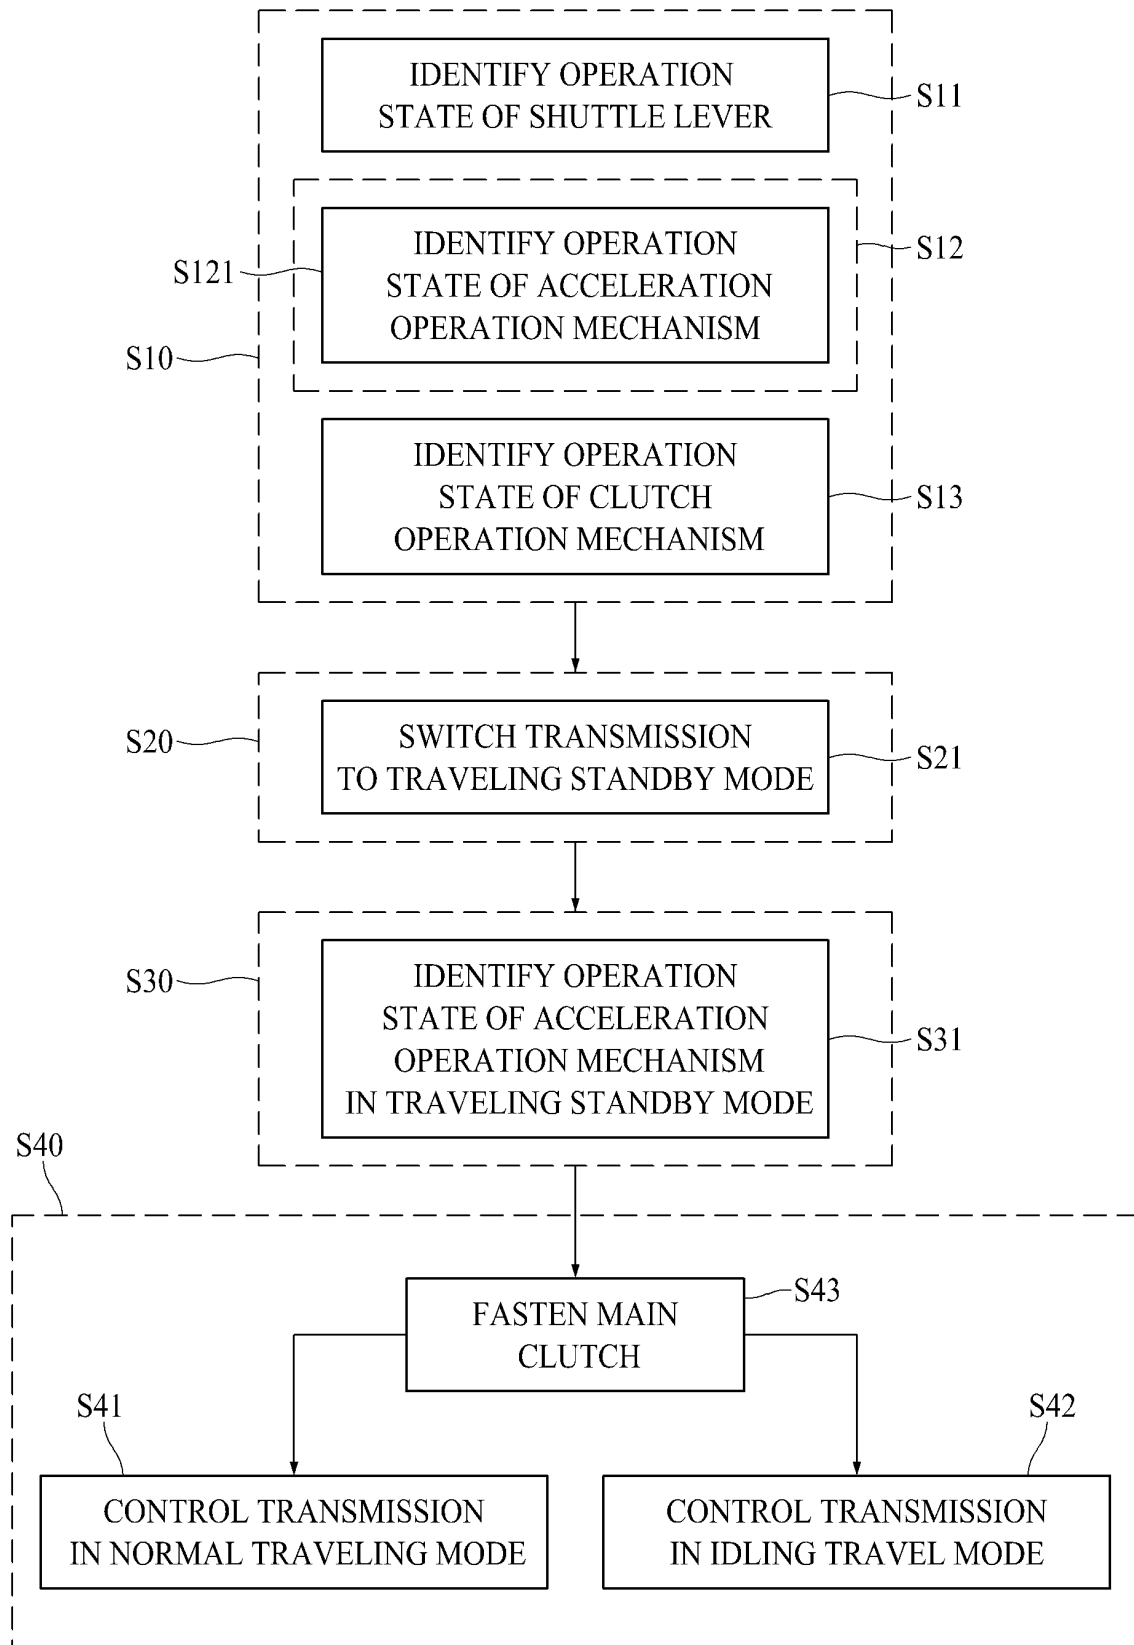 IDENTIFY OPERATION
STATE OF SHUTTLE LEVER
S11
IDENTIFY OPERATION
STATE OF ACCELERATION
OPERATION MECHANISM
S12
S121
S10
IDENTIFY OPERATION
STATE OF CLUTCH
OPERATION MECHANISM
S13
SWITCH TRANSMISSION
TO TRAVELING STANDBY MODE
S20
S21
IDENTIFY OPERATION
STATE OF ACCELERATION
OPERATION MECHANISM
IN TRAVELING STANDBY MODE
S30
S31
S40
FASTEN MAIN
CLUTCH
S43
S41
S42
CONTROL TRANSMISSION
IN NORMAL TRAVELING MODE
CONTROL TRANSMISSION
IN IDLING TRAVEL MODE